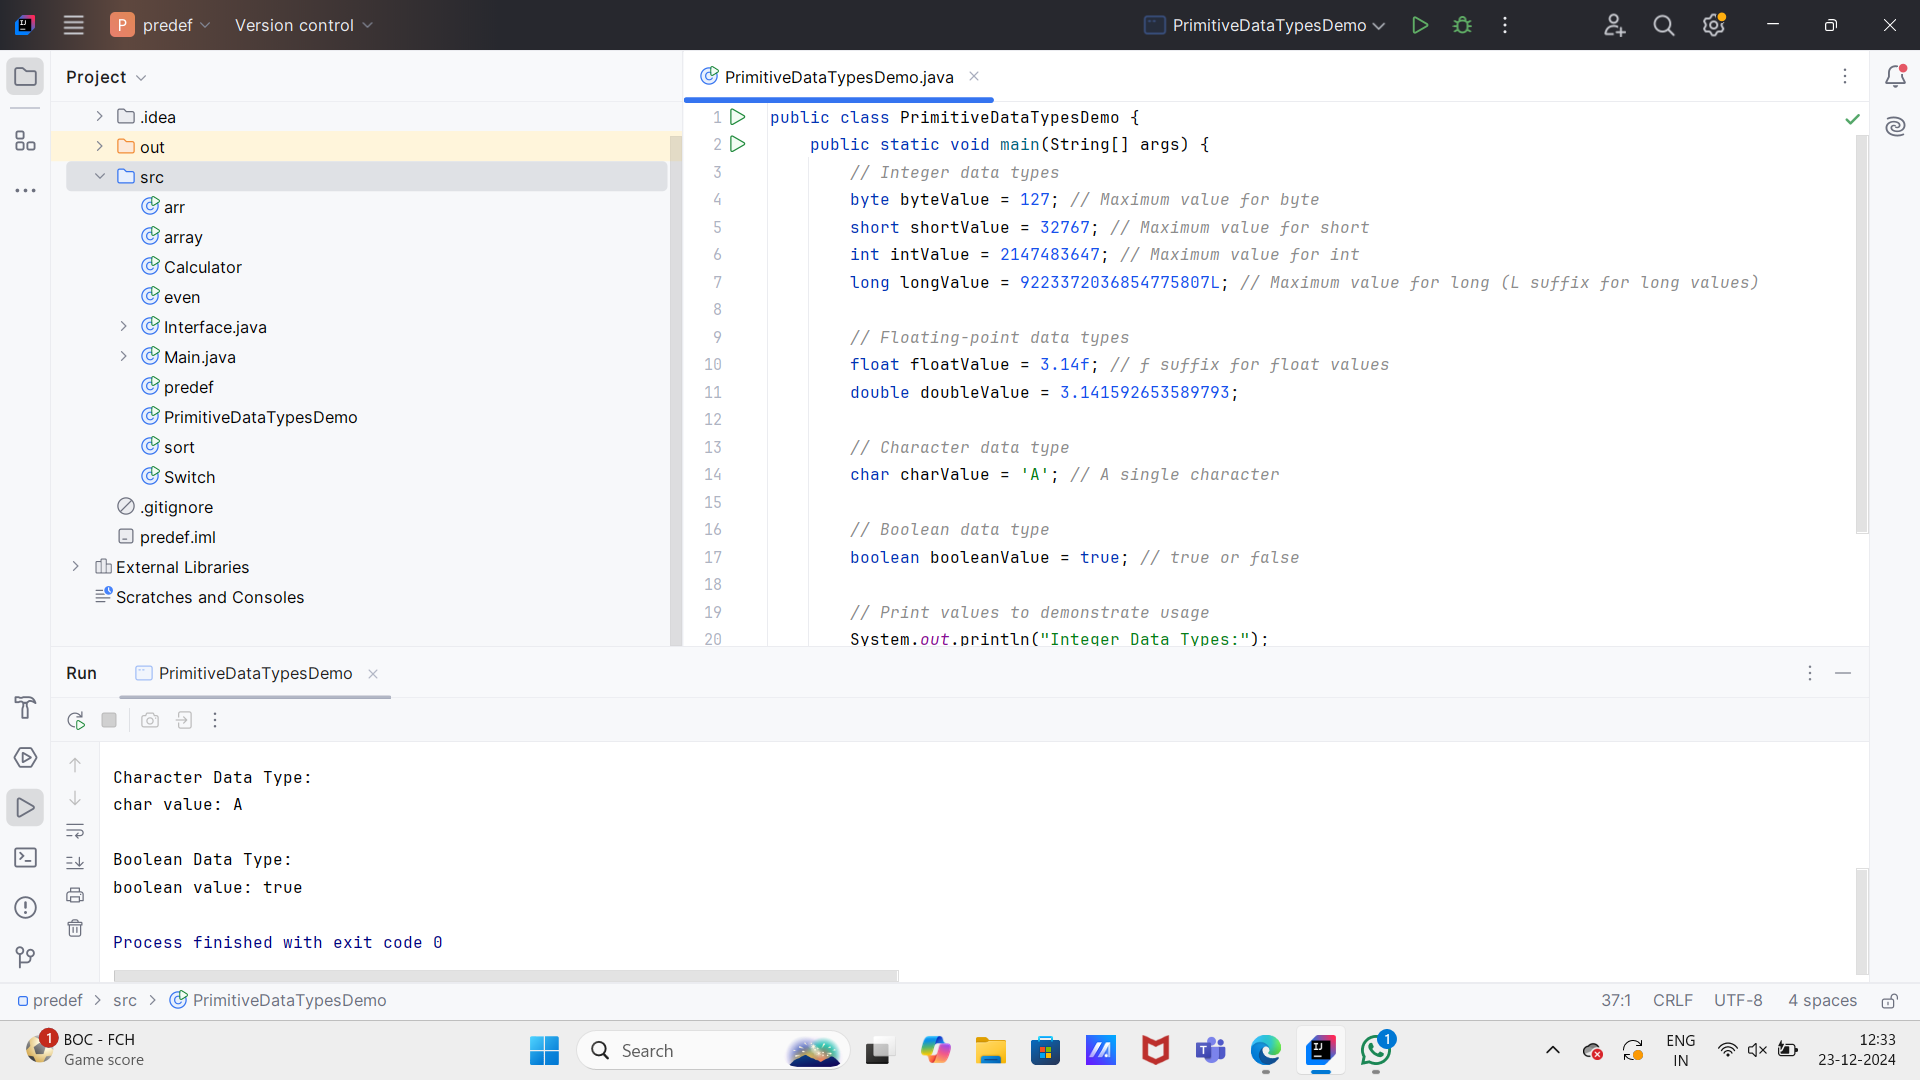 P predef Version control PrimitiveDataTypesDemo
Project
PrimitiveDataTypesDemo.java
.idea
out
src
arr
array
Calculator
even
Interface.java
Main.java
predef
PrimitiveDataTypesDemo
sort
Switch
.gitignore
predef.iml
External Libraries
Scratches and Consoles
1 public class PrimitiveDataTypesDemo {
2 public static void main(String[] args) {
3 // Integer data types
4 byte byteValue = 127; // Maximum value for byte
5 short shortValue = 32767; // Maximum value for short
6 int intValue = 2147483647; // Maximum value for int
7 long longValue = 9223372036854775807L; // Maximum value for long (L suffix for long values)
8
9 // Floating-point data types
10 float floatValue = 3.14f; // f suffix for float values
11 double doubleValue = 3.141592653589793;
12
13 // Character data type
14 char charValue = 'A'; // A single character
15
16 // Boolean data type
17 boolean booleanValue = true; // true or false
18
19 // Print values to demonstrate usage
20 System.out.println("Integer Data Types:");
Run PrimitiveDataTypesDemo
Character Data Type:
char value: A
Boolean Data Type:
boolean value: true
Process finished with exit code 0
predef > src > PrimitiveDataTypesDemo 37:1 CRLF UTF-8 4 spaces
1 BOC - FCH
Game score
Search
1
ENG
IN
12:33
23-12-2024